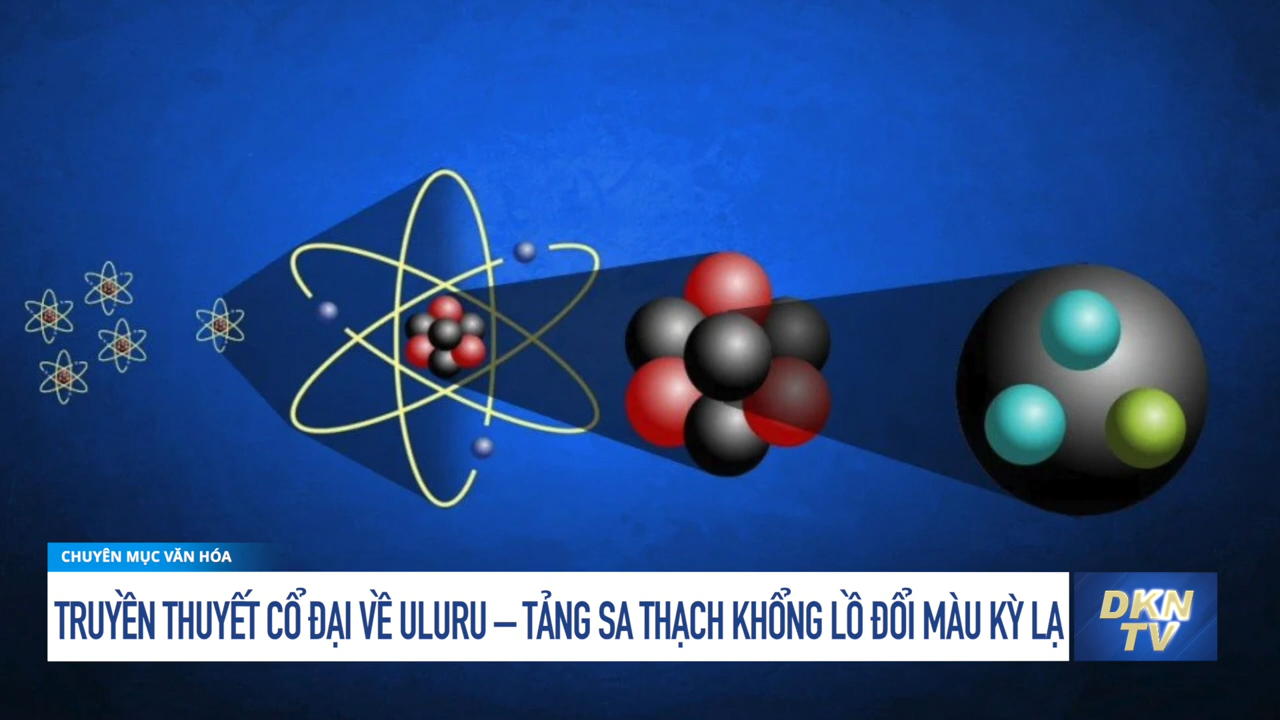 CHUYÊN MỤC VĂN HÓA
TRUYỀN THUYẾT CỔ ĐẠI VỀ ULURU – TẢNG SA THẠCH KHỔNG LỒ ĐỔI MÀU KỲ LẠ
DKN
TV